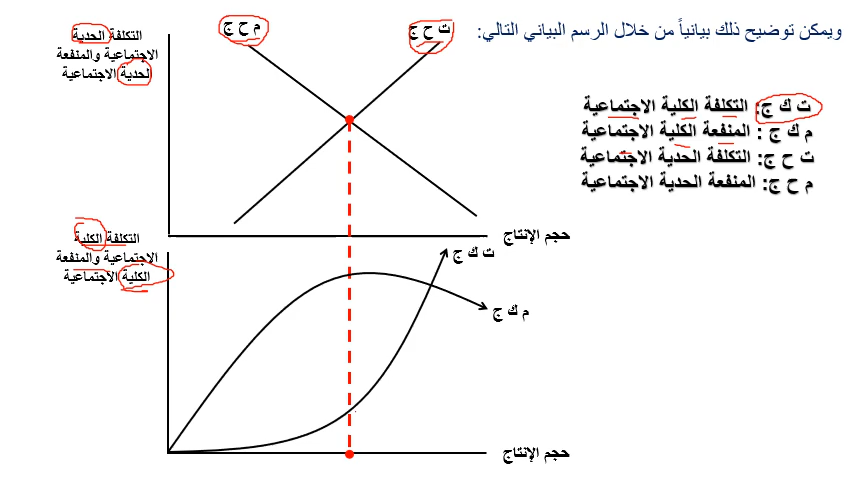 ويمكن توضيح ذلك بيانياً من خلال الرسم البياني التالي:
ت ك ج: التكلفة الكلية الاجتماعية
م ك ج : المنفعة الكلية الاجتماعية
ت ح ج: التكلفة الحدية الاجتماعية
م ح ج: المنفعة الحدية الاجتماعية
التكلفة الحدية
الاجتماعية والمنفعة
الحدية الاجتماعية
م ح ج
ت ح ج
حجم الإنتاج
التكلفة الكلية
الاجتماعية والمنفعة
الكلية الاجتماعية
ت ك ج
م ك ج
حجم الإنتاج